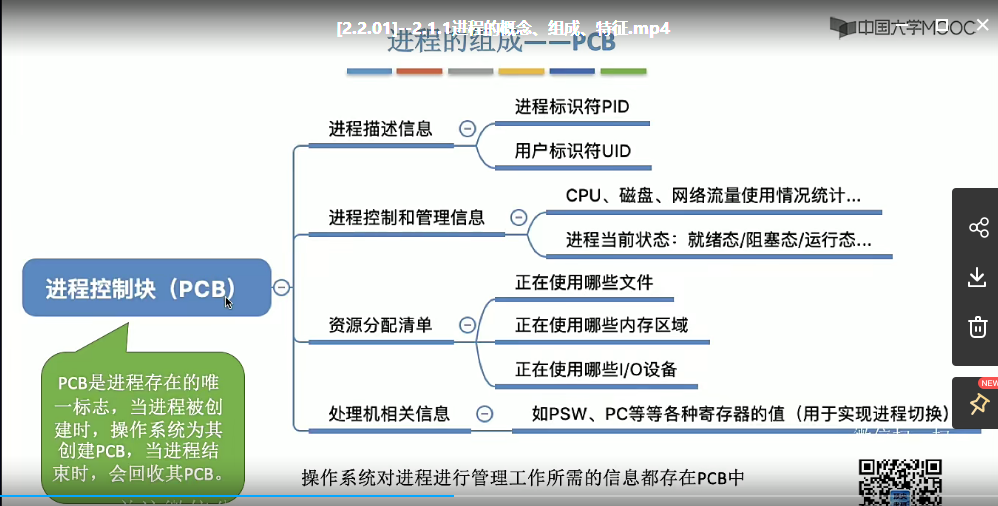 [2.2.01]--2.1.1进程的概念、组成、特征.mp4
中国大学MOOC
进程的组成——PCB
进程描述信息
进程标识符PID
用户标识符UID
进程控制和管理信息
CPU、磁盘、网络流量使用情况统计...
进程当前状态：就绪态/阻塞态/运行态...
进程控制块（PCB）
资源分配清单
正在使用哪些文件
正在使用哪些内存区域
正在使用哪些I/O设备
处理机相关信息
如PSW、PC等等各种寄存器的值（用于实现进程切换）
PCB是进程存在的唯
一标志，当进程被创
建时，操作系统为其
创建PCB，当进程结
束时，会回收其PCB。
操作系统对进程进行管理工作所需的信息都存在PCB中
NEW